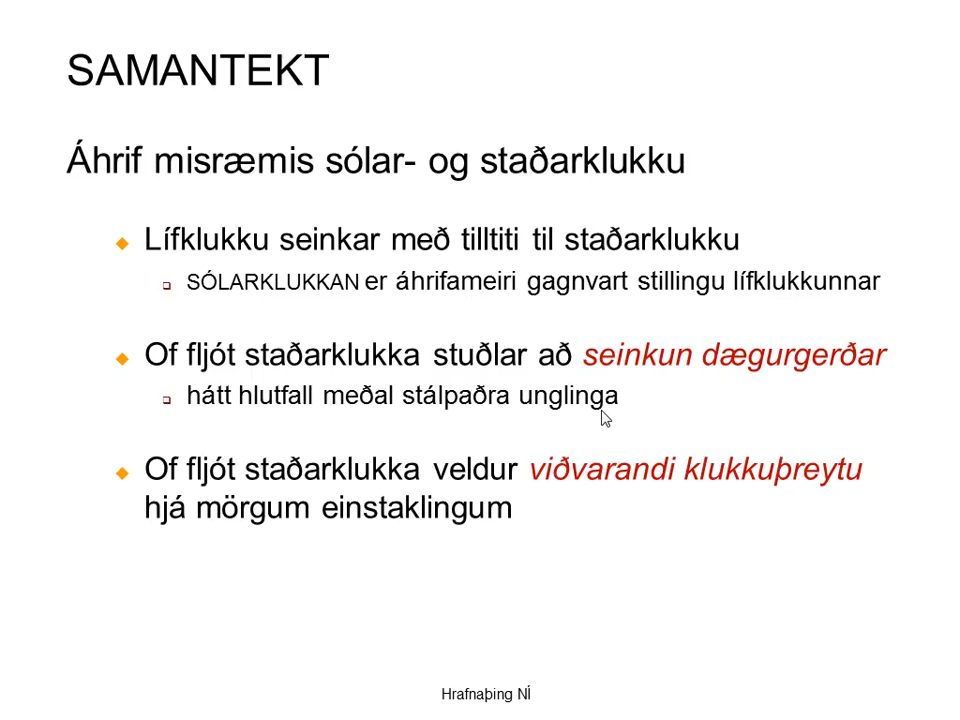 SAMANTEKT
Áhrif misræmis sólar- og staðarklukku
Lífklukku seinkar með tilltiti til staðarklukku
SÓLARKLUKKAN er áhrifameiri gagnvart stillingu lífklukkunnar
Of fljót staðarklukka stuðlar að seinkun dægurgerðar
hátt hlutfall meðal stálpaðra unglinga
Of fljót staðarklukka veldur viðvarandi klukkuþreytu
hjá mörgum einstaklingum
Hrafnaþing NÍ